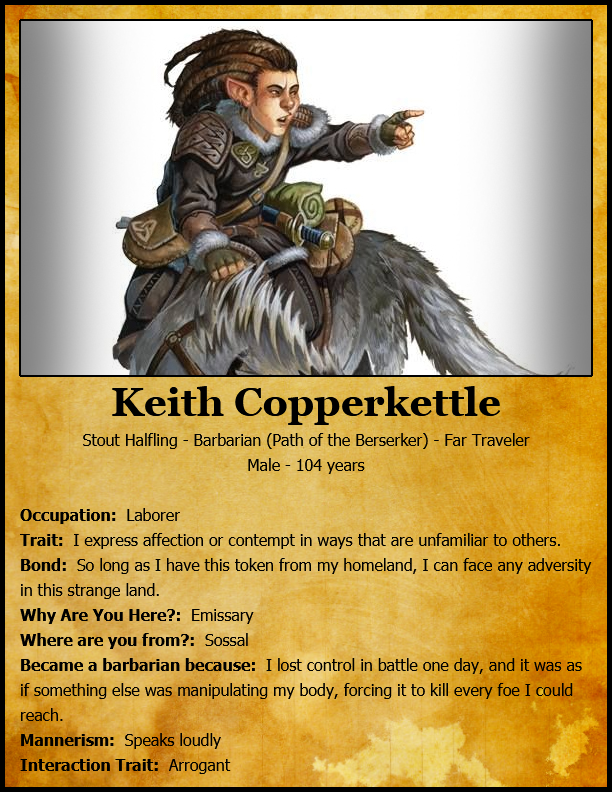 Keith Copperkettle
Stout Halfling - Barbarian (Path of the Berserker) - Far Traveler
Male - 104 years
Occupation: Laborer
Trait: I express affection or contempt in ways that are unfamiliar to others.
Bond: So long as I have this token from my homeland, I can face any adversity
in this strange land.
Why Are You Here?: Emissary
Where are you from?: Sossal
Became a barbarian because: I lost control in battle one day, and it was as
if something else was manipulating my body, forcing it to kill every foe I could
reach.
Mannerism: Speaks loudly
Interaction Trait: Arrogant